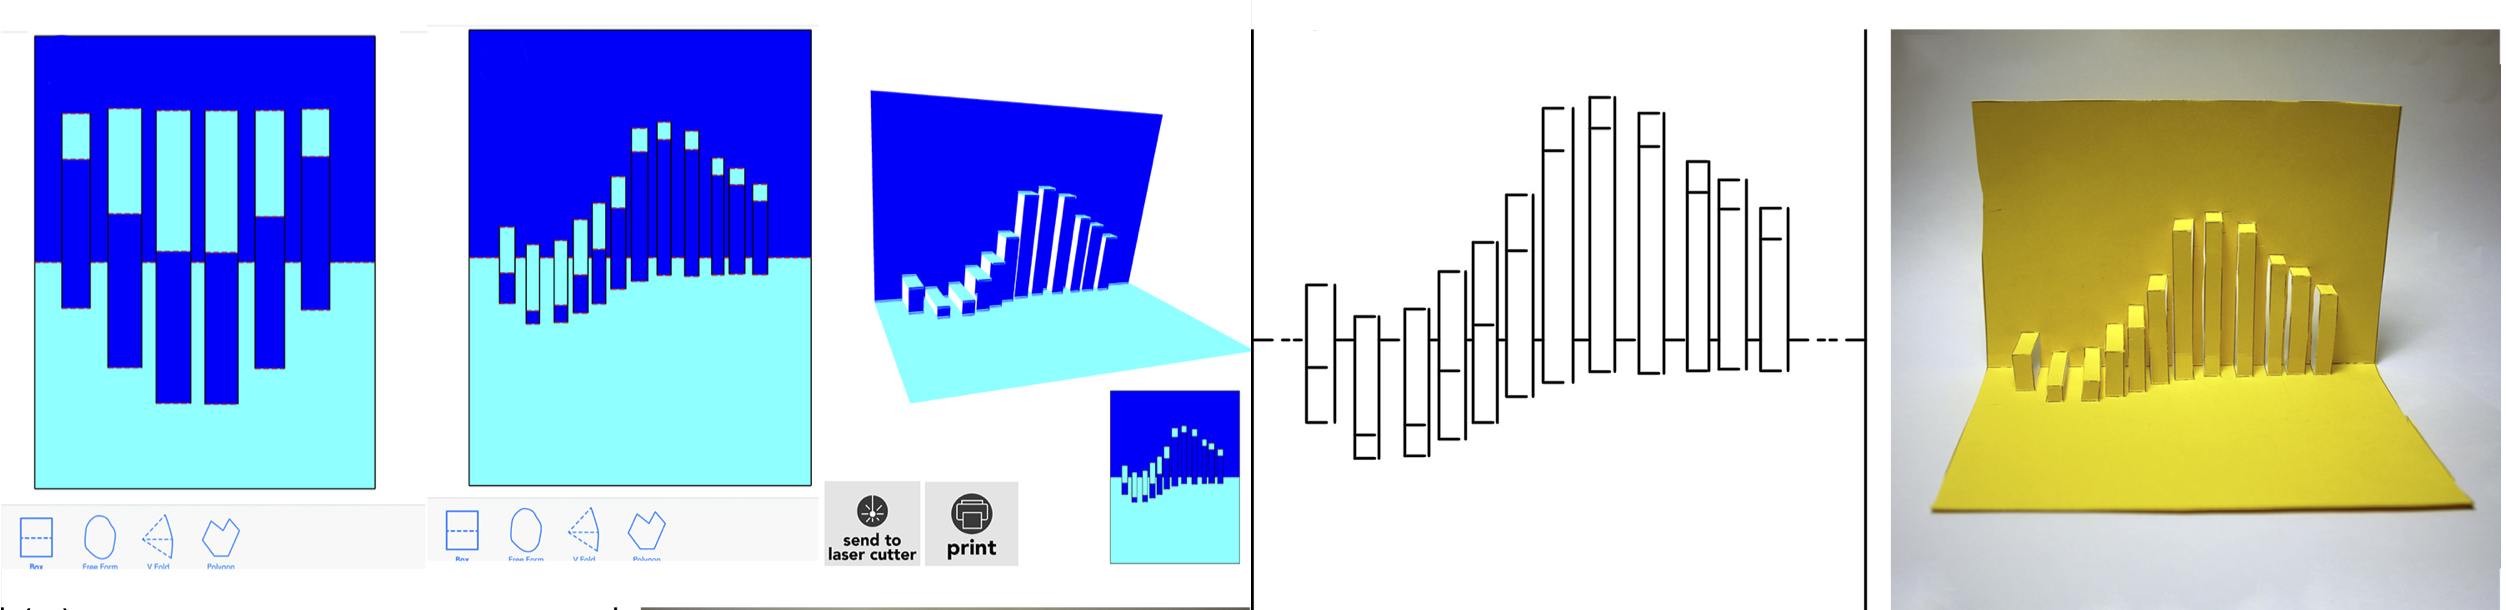 Box
Free Form
V Fold
Polygon
Box
Free Form
V Fold
Polygon
send to
laser cutter
print